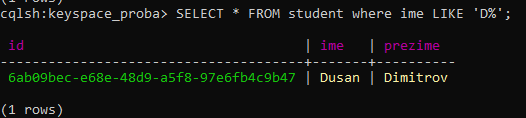 (1 rows)
cqlsh:keyspace_proba> SELECT * FROM student where ime LIKE 'D%';
id | ime | prezime
--------------------------------------+-------+----------
6ab09bec-e68e-48d9-a5f8-97e6fb4c9b47 | Dusan | Dimitrov
(1 rows)